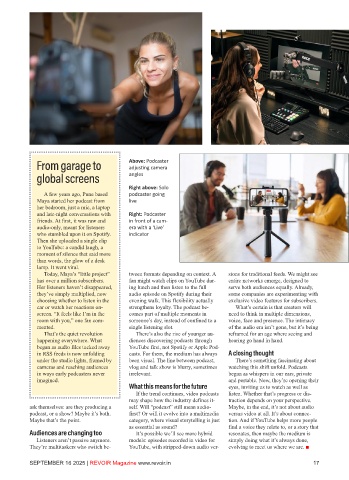 Above: Podcaster
adjusting camera
angles
Right above: Solo
podcaster going
live
Right: Podcaster
in front of a cam-
era with a 'Live'
indicator
From garage to
global screens
A few years ago, Pune based
Maya started her podcast from
her bedroom, just a mic, a laptop
and late-night conversations with
friends. At first, it was raw and
audio-only, meant for listeners
who stumbled upon it on Spotify.
Then she uploaded a single clip
to YouTube: a candid laugh, a
moment of silence that said more
than words, the glow of a desk
lamp. It went viral.
Today, Maya's "little project"
has over a million subscribers.
Her listeners haven't disappeared,
they've simply multiplied, now
choosing whether to listen in the
car or watch her reactions on
screen. "It feels like I'm in the
room with you," one fan com-
mented.
That's the quiet revolution
happening everywhere. What
began as audio files tucked away
in RSS feeds is now unfolding
under the studio lights, framed by
cameras and reaching audiences
in ways early podcasters never
imagined.
ask themselves: are they producing a
podcast, or a show? Maybe it's both.
Maybe that's the point.
Audiences are changing too
Listeners aren't passive anymore.
They're multitaskers who switch be-
tween formats depending on context. A
fan might watch clips on YouTube dur-
ing lunch and then listen to the full
audio episode on Spotify during their
evening walk. This flexibility actually
strengthens loyalty. The podcast be-
comes part of multiple moments in
someone's day, instead of confined to a
single listening slot.
There's also the rise of younger au-
diences discovering podcasts through
YouTube first, not Spotify or Apple Pod-
casts. For them, the medium has always
been visual. The line between podcast,
vlog and talk show is blurry, sometimes
irrelevant.
What this means for the future
If the trend continues, video podcasts
may shape how the industry defines it-
self. Will "podcast" still mean audio-
first? Or will it evolve into a multimedia
category, where visual storytelling is just
as essential as sound?
It's possible we'll see more hybrid
models: episodes recorded in video for
YouTube, with stripped-down audio ver-
sions for traditional feeds. We might see
entire networks emerge, designed to
serve both audiences equally. Already,
some companies are experimenting with
exclusive video features for subscribers.
What's certain is that creators will
need to think in multiple dimensions,
voice, face and presence. The intimacy
of the audio era isn't gone, but it's being
reframed for an age where seeing and
hearing go hand in hand.
A closing thought
There's something fascinating about
watching this shift unfold. Podcasts
began as whispers in our ears, private
and portable. Now, they're opening their
eyes, inviting us to watch as well as
listen. Whether that's progress or dis-
traction depends on your perspective.
Maybe, in the end, it's not about audio
versus video at all. It's about connec-
tion. And if YouTube helps more people
find a voice they relate to, or a story that
resonates, then maybe the medium is
simply doing what it's always done,
evolving to meet us where we are.
SEPTEMBER 16 2025 | REVOIR Magazine www.revoir.in
17